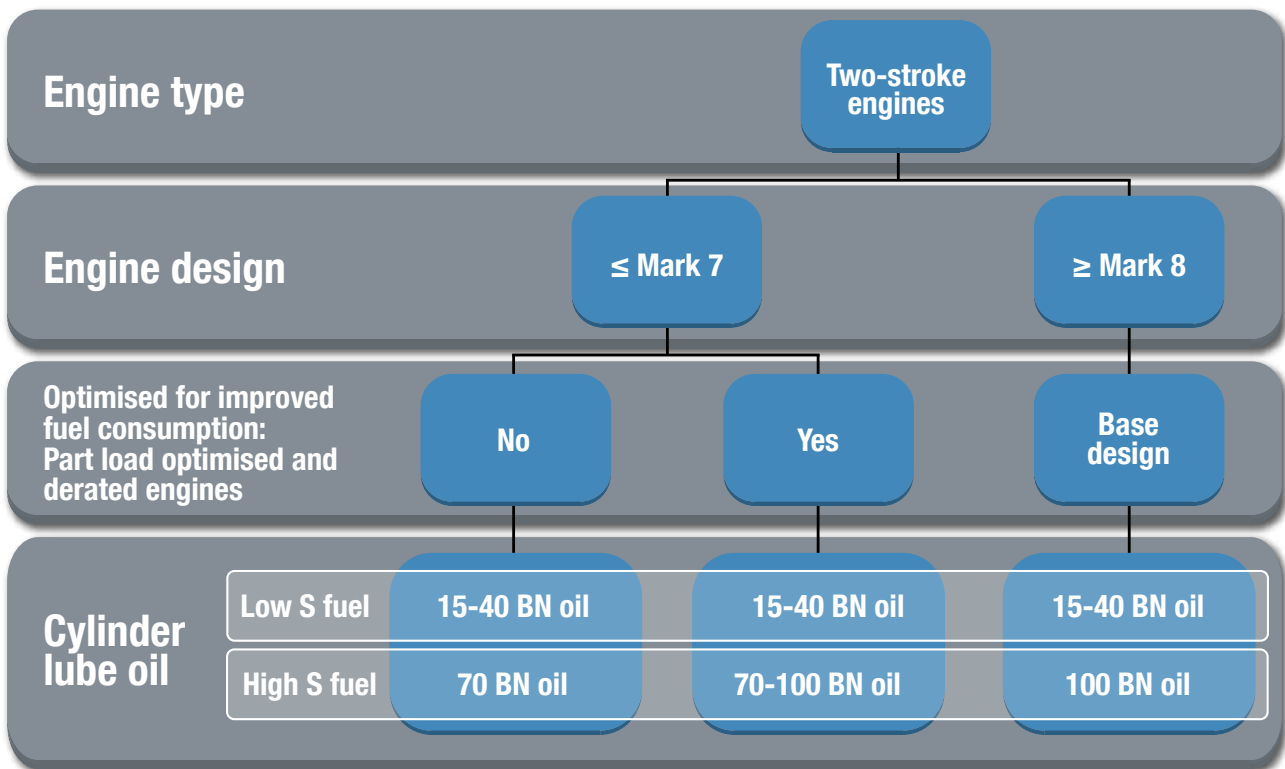 Engine type
Two-stroke
engines
Engine design
≤ Mark 7
≥ Mark 8
Optimised for improved
fuel consumption:
Part load optimised and
derated engines
No
Yes
Base
design
Cylinder
lube oil
Low S fuel
15-40 BN oil
15-40 BN oil
15-40 BN oil
High S fuel
70 BN oil
70-100 BN oil
100 BN oil